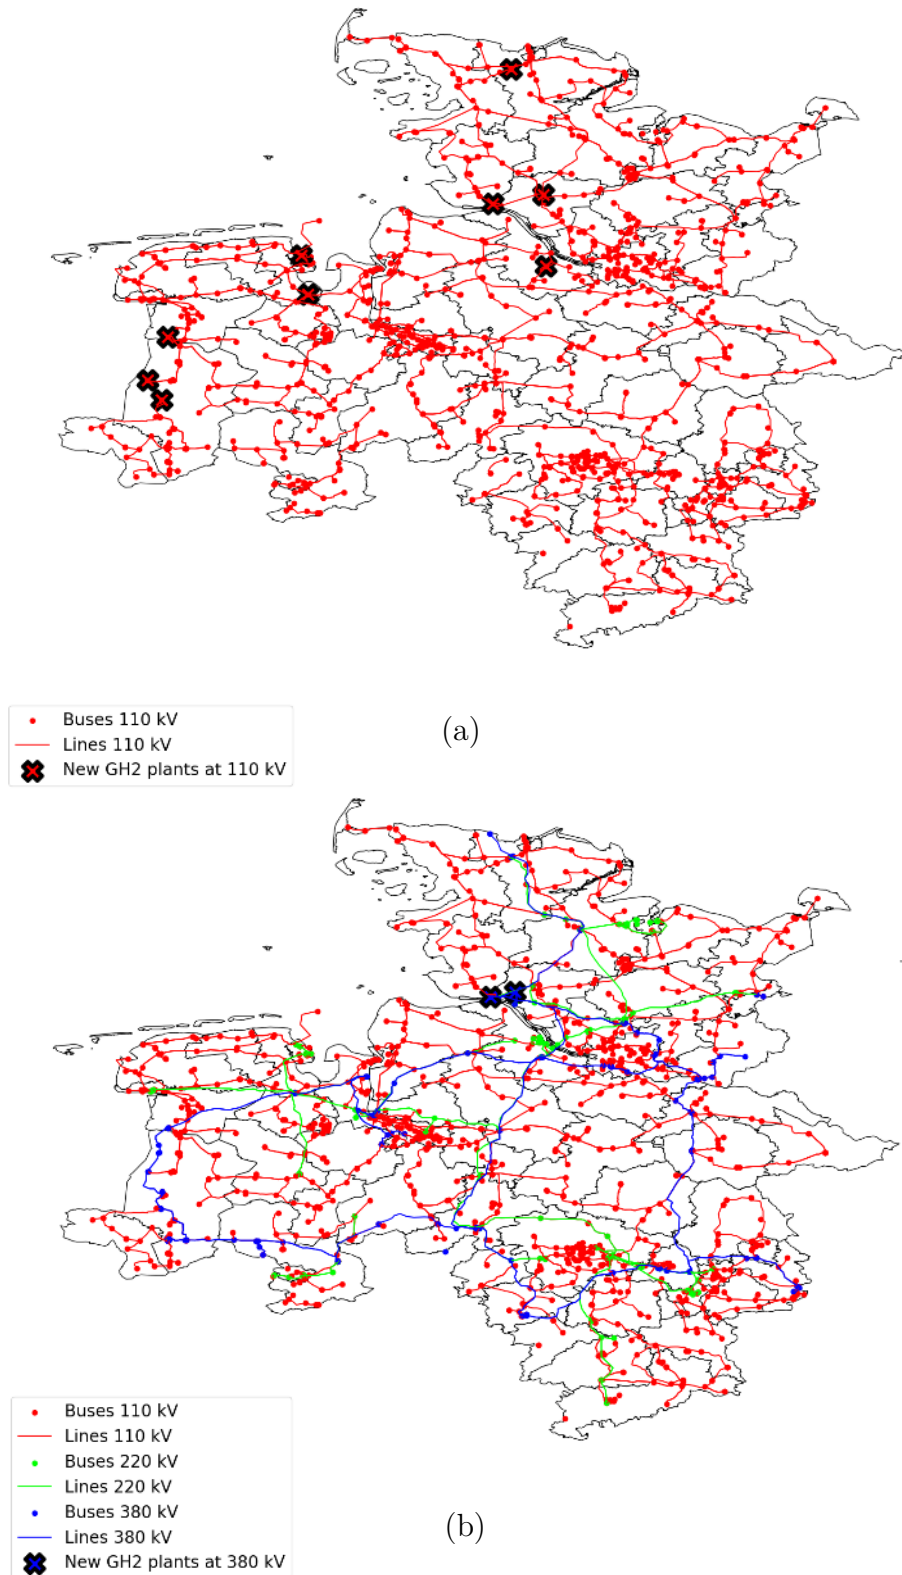 Buses 110 kV
Lines 110 kV
New GH2 plants at 110 kV
(a)
Buses 110 kV
Lines 110 kV
Buses 220 kV
Lines 220 kV
Buses 380 kV
Lines 380 kV
New GH2 plants at 380 kV
(b)